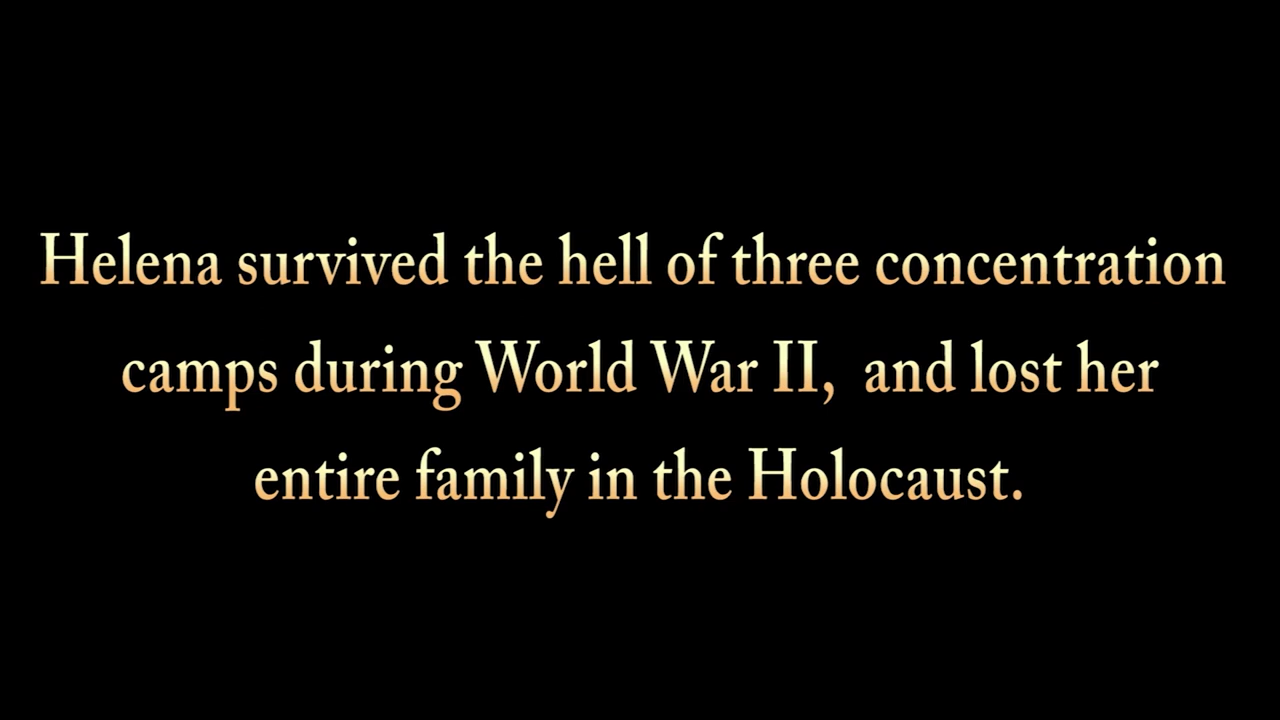 Helena survived the hell of three concentration
camps during World War II,  and lost her
entire family in the Holocaust.